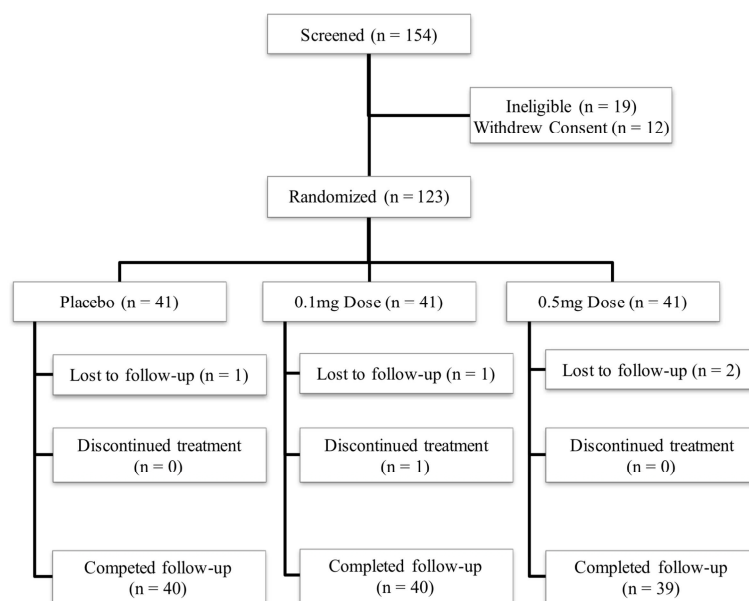 Screened (n = 154)
Ineligible (n = 19)
Withdrew Consent (n = 12)
Randomized (n = 123)
Placebo (n = 41)
0.1mg Dose (n = 41)
0.5mg Dose (n = 41)
Lost to follow-up (n = 1)
Lost to follow-up (n = 1)
Lost to follow-up (n = 2)
Discontinued treatment
(n = 0)
Discontinued treatment
(n = 1)
Discontinued treatment
(n = 0)
Competed follow-up
(n = 40)
Completed follow-up
(n = 40)
Completed follow-up
(n = 39)